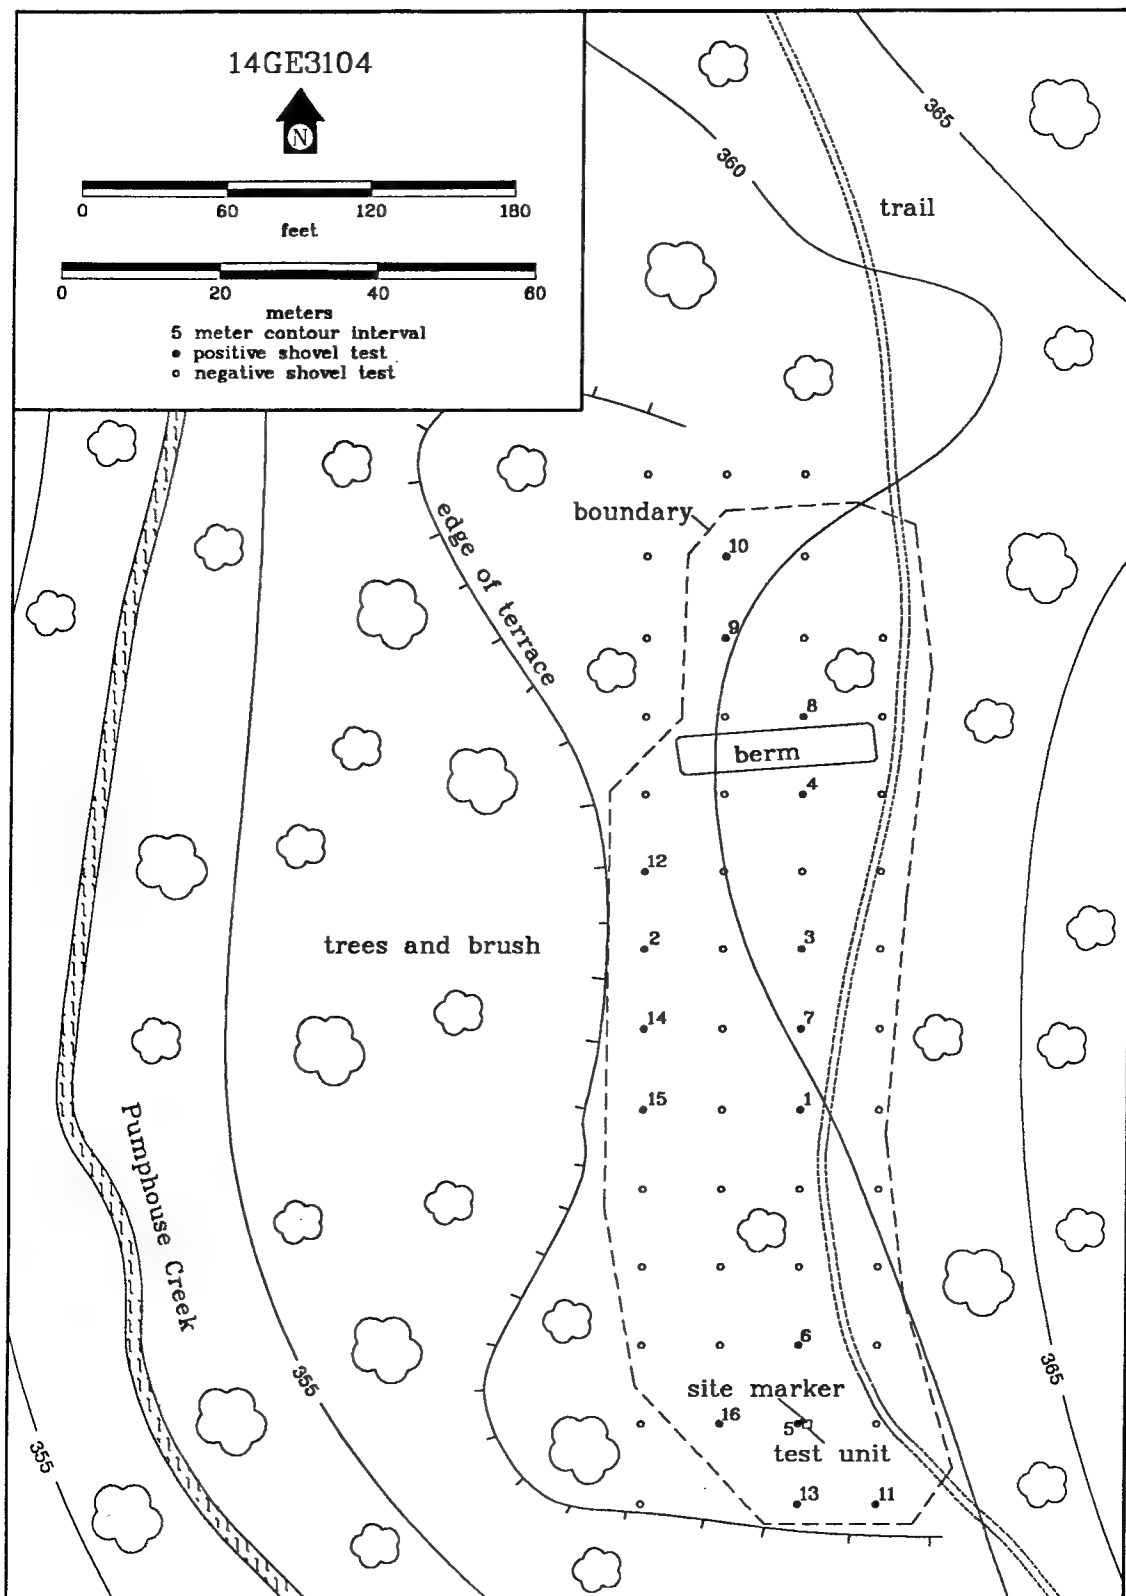 14GE3104
N
0 60 120 180
feet
0 20 40 60
meters
5 meter contour interval
• positive shovel test
o negative shovel test
365
360
trail
edge of terrace
boundary
10
9
8
berm
4
12
trees and brush
2
3
14
7
15
1
Pumphouse Creek
6
355
365
site marker
16
5
355
test unit
13
11